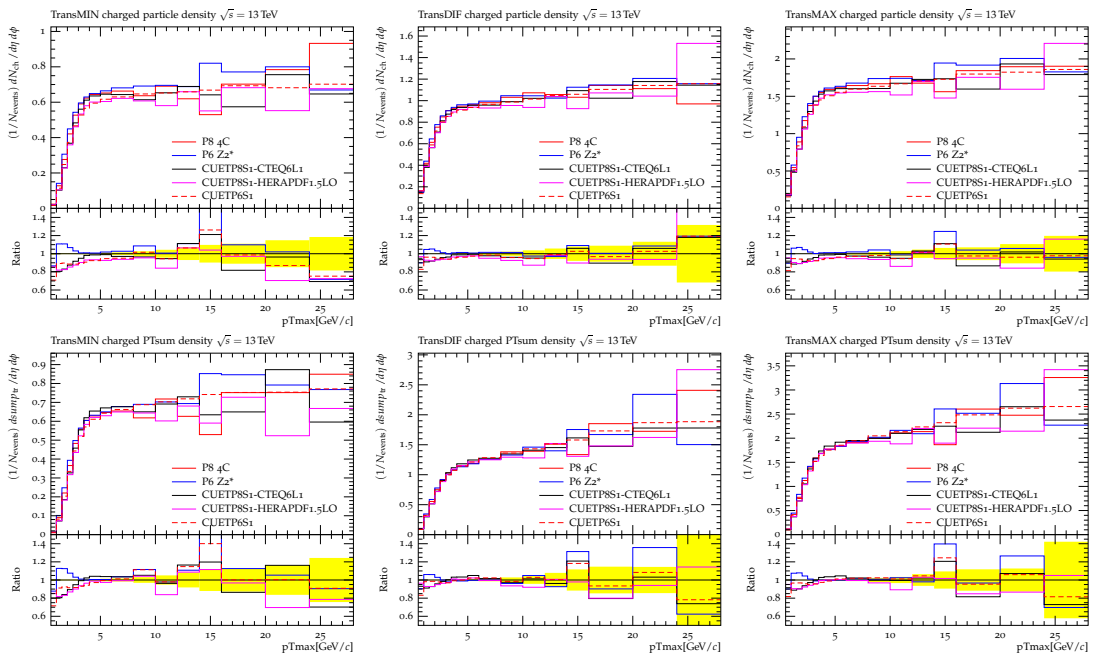 TransMIN charged particle density √s = 13 TeV
(1/N_events) dN_ch / dη dφ
1
0.8
0.6
0.4
0.2
0
P8 4C
P6 Z2*
CUETP8S1-CTEQ6L1
CUETP8S1-HERAPDF1.5LO
CUETP6S1
Ratio
1.4
1.2
1
0.8
0.6
5 10 15 20 25
pTmax[GeV/c]
TransDIF charged particle density √s = 13 TeV
(1/N_events) dN_ch / dη dφ
1.6
1.4
1.2
1
0.8
0.6
0.4
0.2
0
P8 4C
P6 Z2*
CUETP8S1-CTEQ6L1
CUETP8S1-HERAPDF1.5LO
CUETP6S1
Ratio
1.4
1.2
1
0.8
0.6
5 10 15 20 25
pTmax[GeV/c]
TransMAX charged particle density √s = 13 TeV
(1/N_events) dN_ch / dη dφ
2
1.5
1
0.5
P8 4C
P6 Z2*
CUETP8S1-CTEQ6L1
CUETP8S1-HERAPDF1.5LO
CUETP6S1
Ratio
1.4
1.2
1
0.8
0.6
5 10 15 20 25
pTmax[GeV/c]
TransMIN charged PTsum density √s = 13 TeV
(1/N_events) dsump_tr / dη dφ
0.9
0.8
0.7
0.6
0.5
0.4
0.3
0.2
0.1
0
P8 4C
P6 Z2*
CUETP8S1-CTEQ6L1
CUETP8S1-HERAPDF1.5LO
CUETP6S1
Ratio
1.4
1.2
1
0.8
0.6
5 10 15 20 25
pTmax[GeV/c]
TransDIF charged PTsum density √s = 13 TeV
(1/N_events) dsump_tr / dη dφ
3
2.5
2
1.5
1
0.5
0
P8 4C
P6 Z2*
CUETP8S1-CTEQ6L1
CUETP8S1-HERAPDF1.5LO
CUETP6S1
Ratio
1.4
1.2
1
0.8
0.6
5 10 15 20 25
pTmax[GeV/c]
TransMAX charged PTsum density √s = 13 TeV
(1/N_events) dsump_tr / dη dφ
3.5
3
2.5
2
1.5
1
0.5
0
P8 4C
P6 Z2*
CUETP8S1-CTEQ6L1
CUETP8S1-HERAPDF1.5LO
CUETP6S1
Ratio
1.4
1.2
1
0.8
0.6
5 10 15 20 25
pTmax[GeV/c]